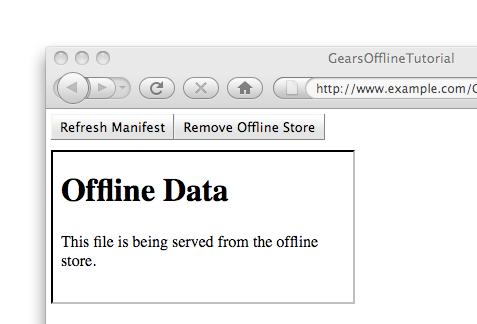 GearsOfflineTutorial
http://www.example.com/
Refresh Manifest Remove Offline Store
Offline Data
This file is being served from the offline
store.